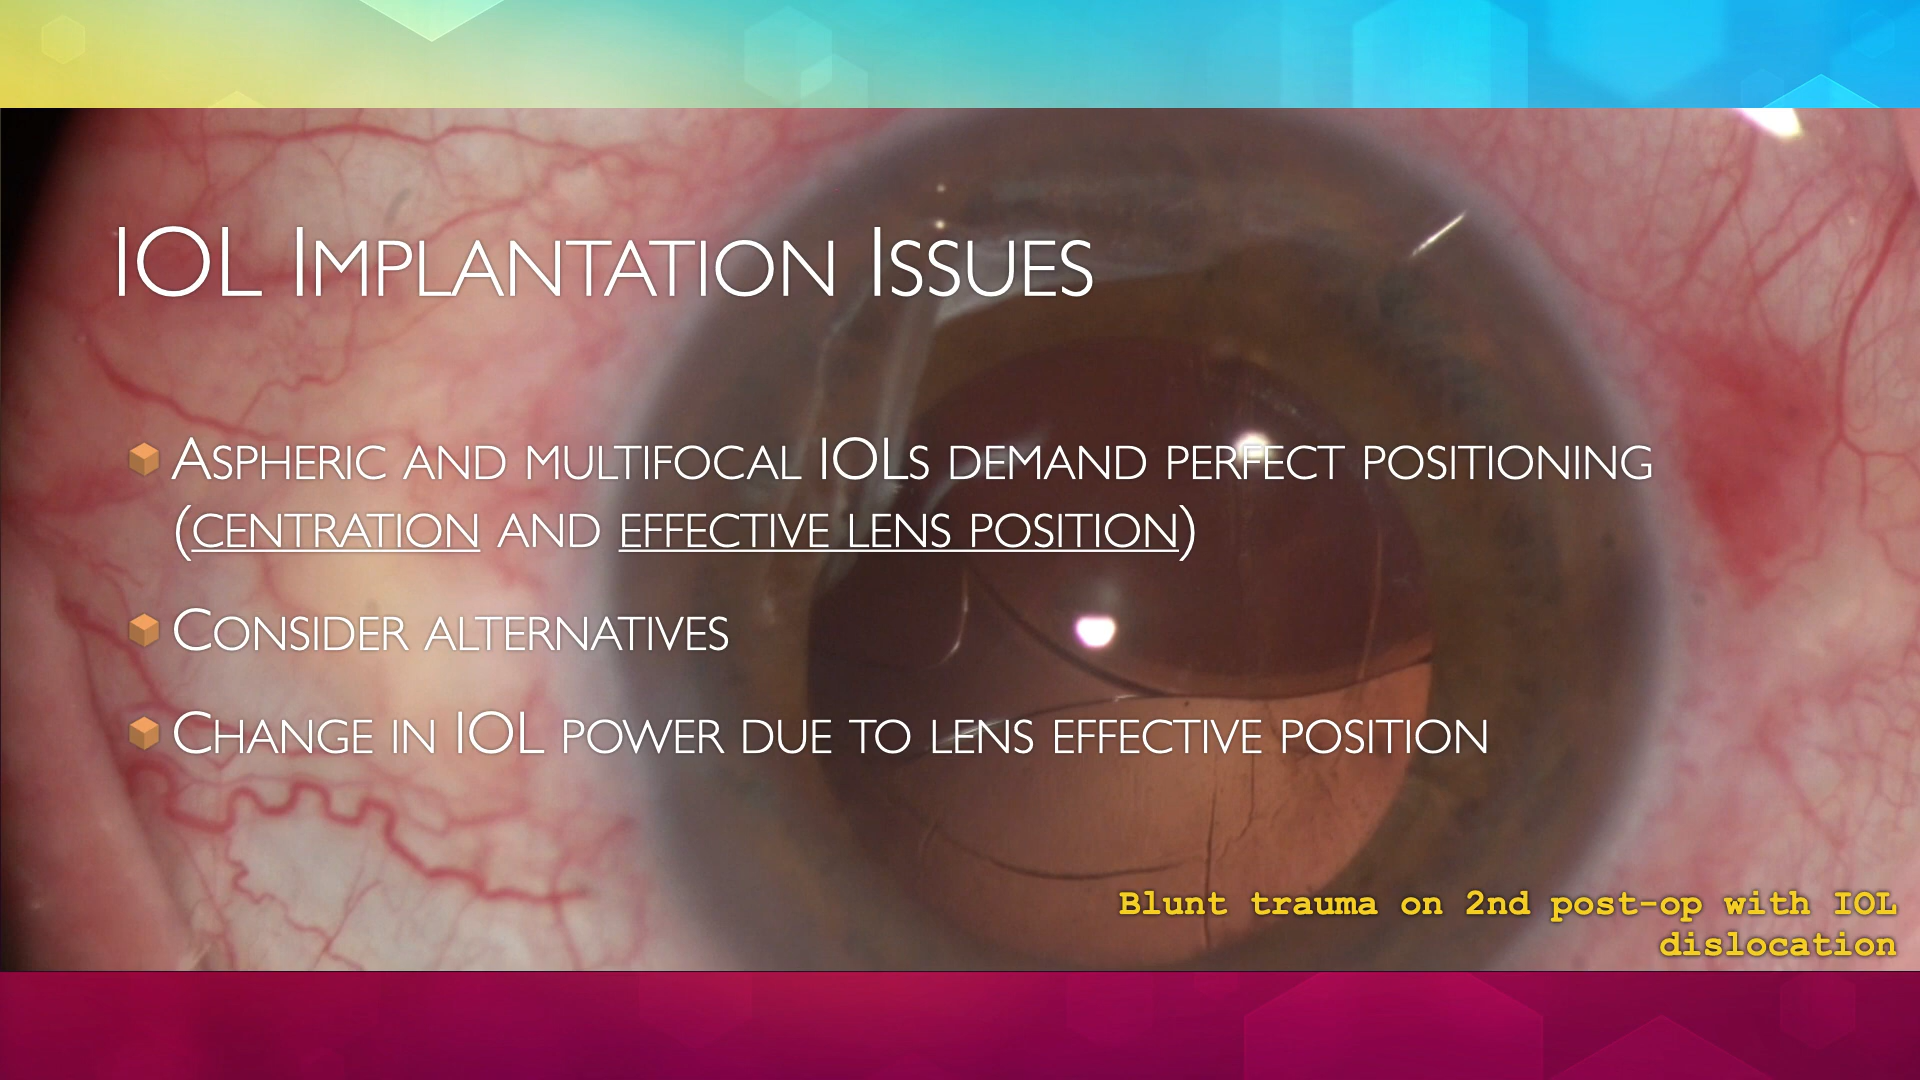 IOL Implantation Issues
Aspheric and multifocal IOLs demand perfect positioning
(centration and effective lens position)
Consider alternatives
Change in IOL power due to lens effective position
Blunt trauma on 2nd post-op with IOL
dislocation